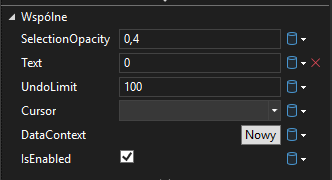 Wspólne
SelectionOpacity 0,4
Text 0
UndoLimit 100
Cursor
DataContext Nowy
IsEnabled